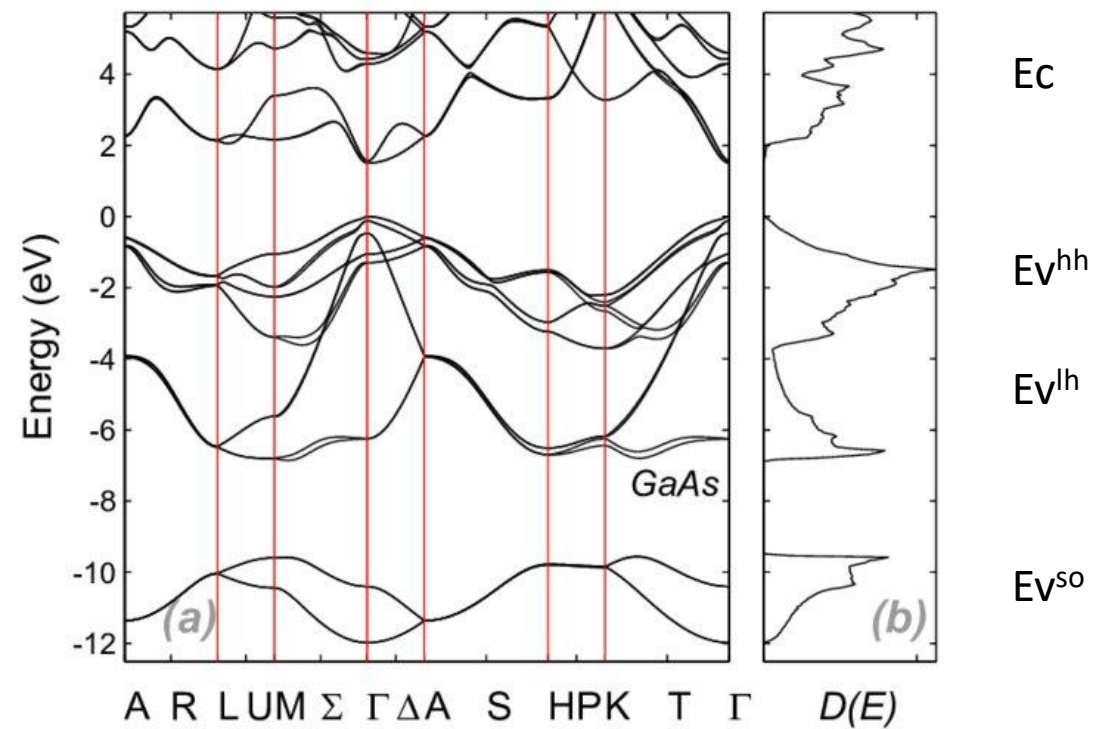 4
2
0
-2
-4
-6
-8
-10
-12
Energy (eV)
GaAs
(a)
(b)
A R L U M Σ Γ Δ A S H P K T Γ
D(E)
Ec
Ev^hh
Ev^lh
Ev^so